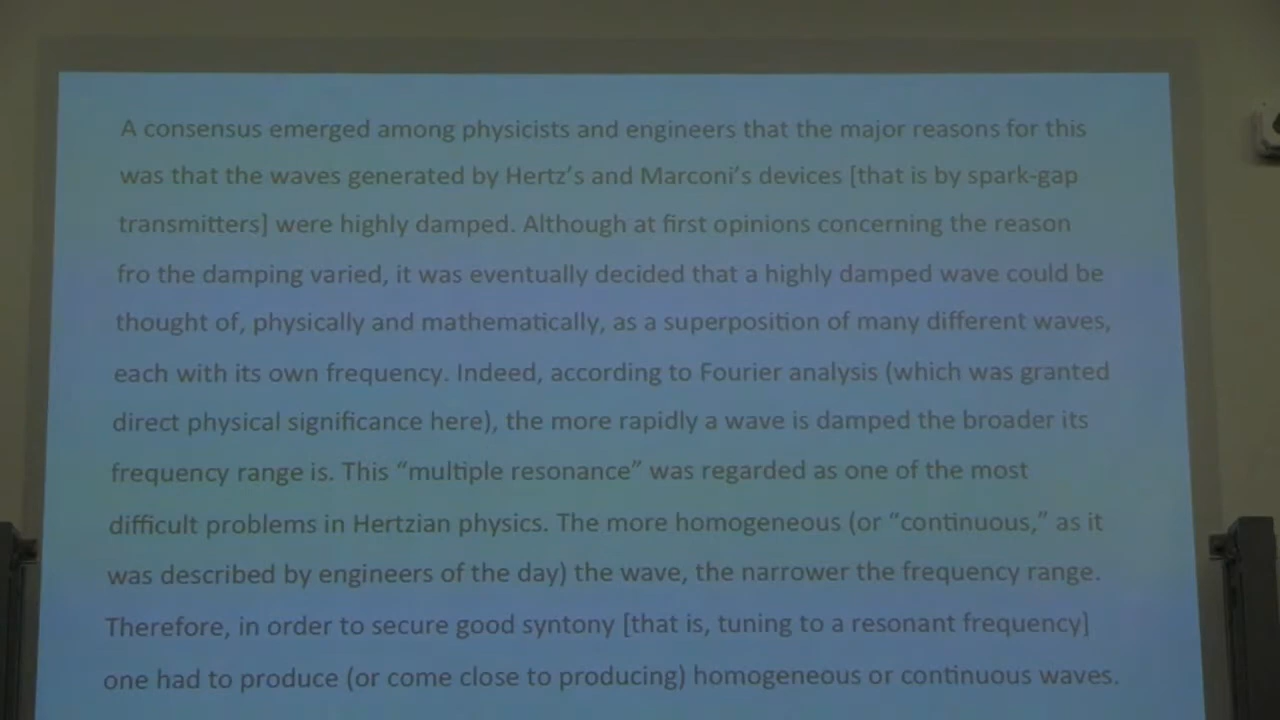 A consensus emerged among physicists and engineers that the major reasons for this
was that the waves generated by Hertz’s and Marconi’s devices [that is by spark-gap
transmitters] were highly damped. Although at first opinions concerning the reason
fro the damping varied, it was eventually decided that a highly damped wave could be
thought of, physically and mathematically, as a superposition of many different waves,
each with its own frequency. Indeed, according to Fourier analysis (which was granted
direct physical significance here), the more rapidly a wave is damped the broader its
frequency range is. This “multiple resonance” was regarded as one of the most
difficult problems in Hertzian physics. The more homogeneous (or “continuous,” as it
was described by engineers of the day) the wave, the narrower the frequency range.
Therefore, in order to secure good syntony [that is, tuning to a resonant frequency]
one had to produce (or come close to producing) homogeneous or continuous waves.